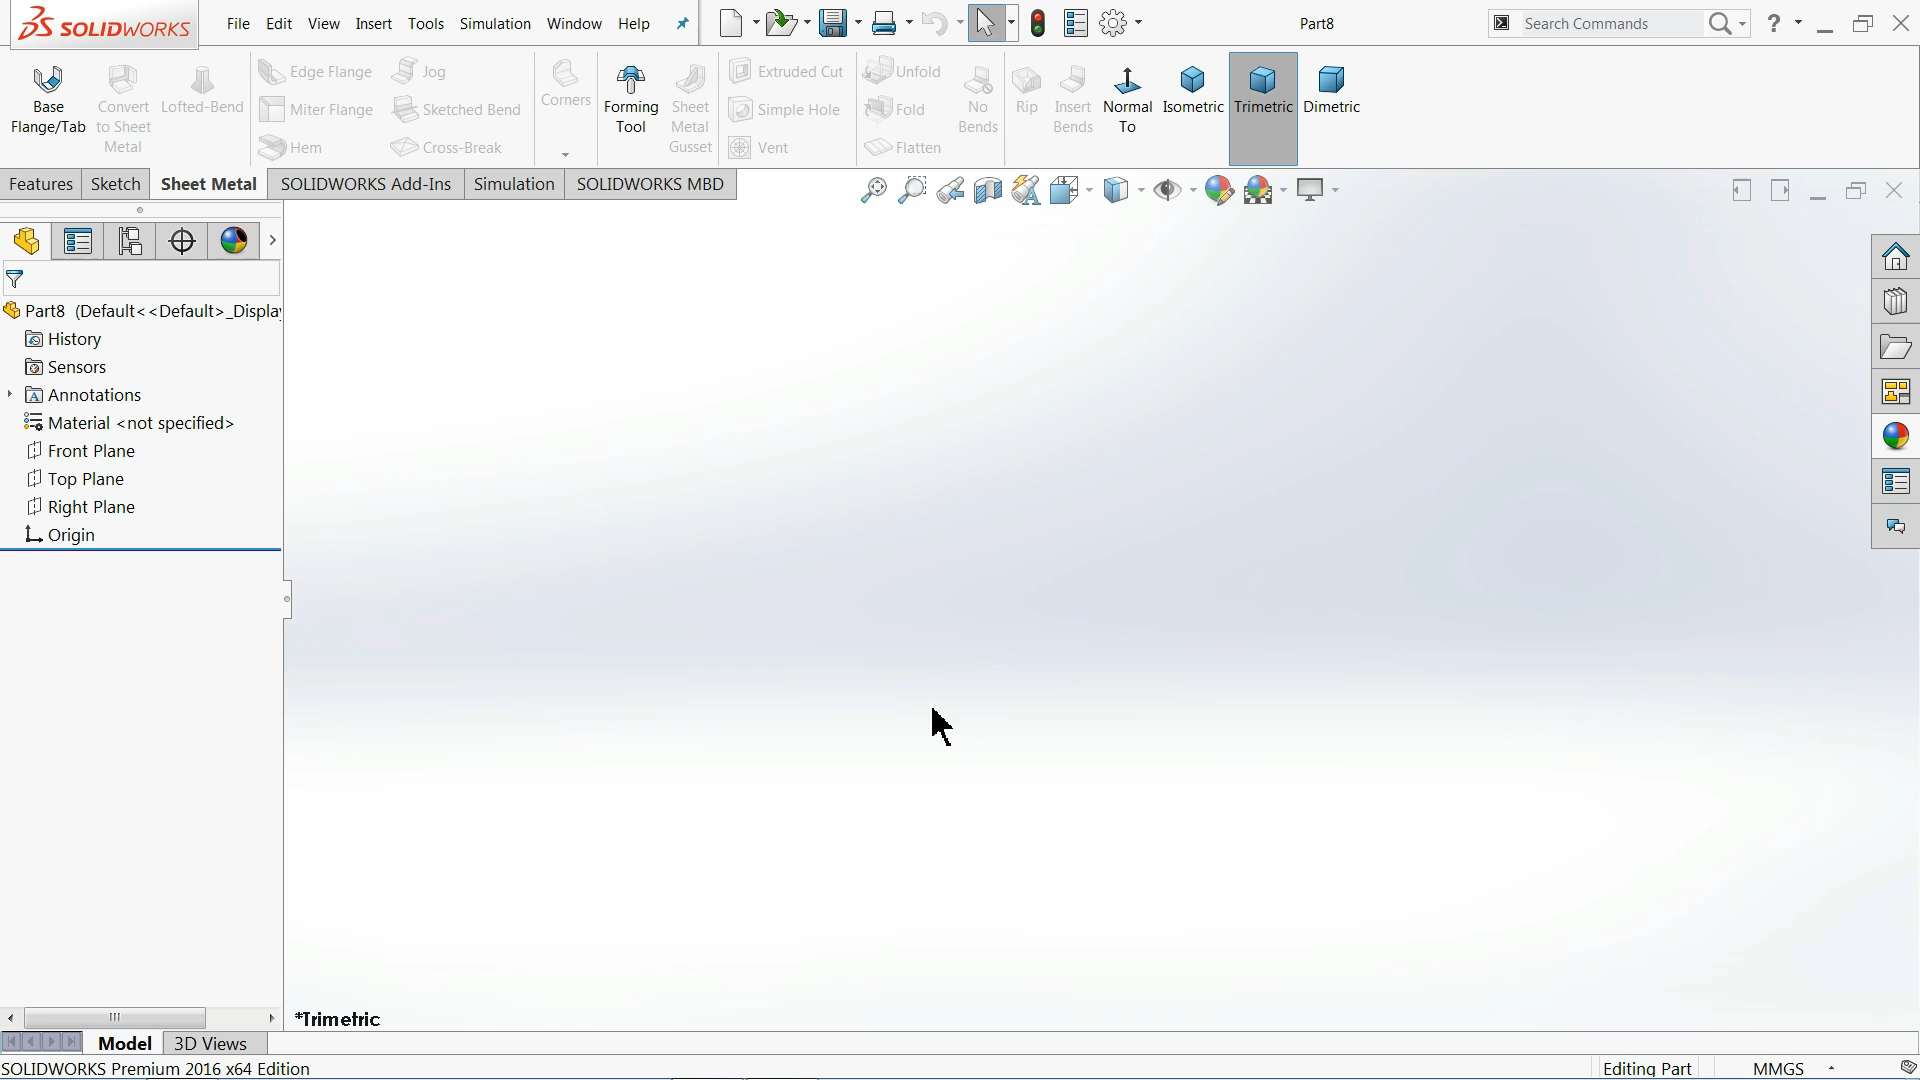 SOLIDWORKS
File Edit View Insert Tools Simulation Window Help
Part8
Search Commands
?
Base Flange/Tab
Convert to Sheet Metal
Lofted-Bend
Edge Flange
Miter Flange
Hem
Jog
Sketched Bend
Cross-Break
Corners
Forming Tool
Sheet Metal Gusset
Extruded Cut
Simple Hole
Vent
Unfold
Fold
Flatten
No Bends
Rip
Insert Bends
Normal To
Isometric
Trimetric
Dimetric
Features Sketch Sheet Metal SOLIDWORKS Add-Ins Simulation SOLIDWORKS MBD
Part8 (Default<<Default>_Display
History
Sensors
Annotations
Material <not specified>
Front Plane
Top Plane
Right Plane
Origin
*Trimetric
Model 3D Views
SOLIDWORKS Premium 2016 x64 Edition
Editing Part MMGS